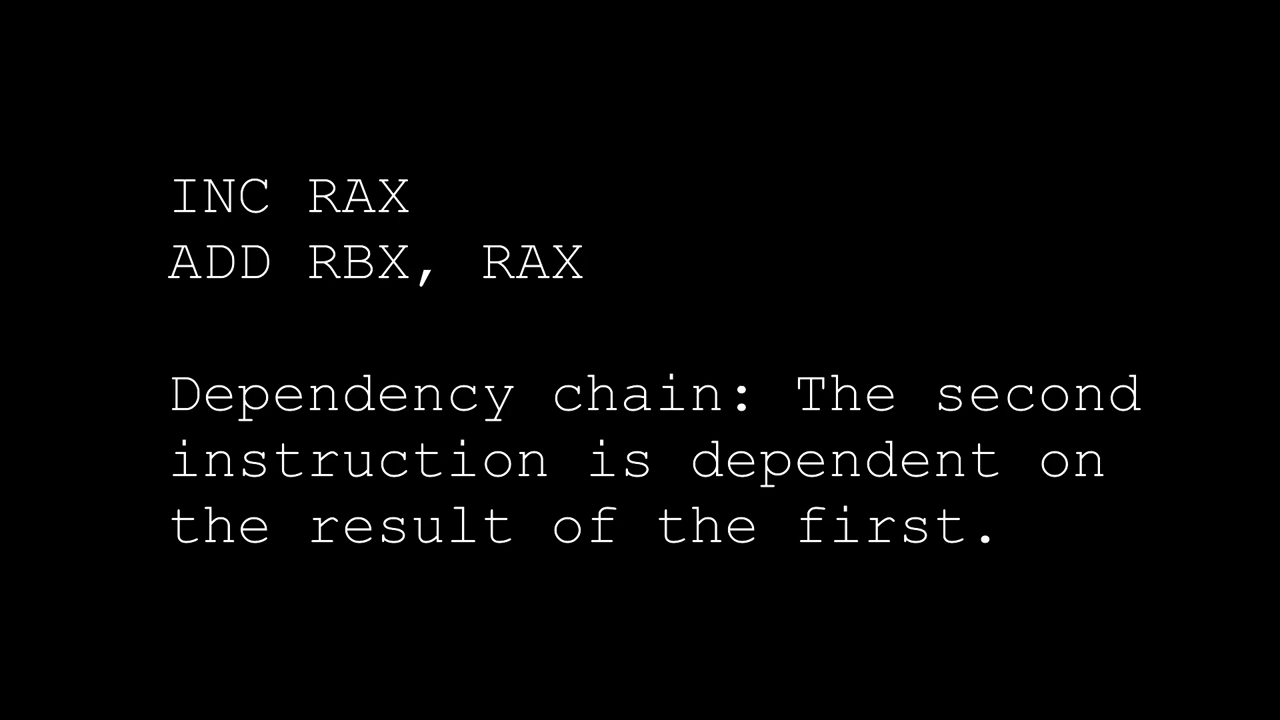 INC RAX
ADD RBX, RAX
Dependency chain: The second
instruction is dependent on
the result of the first.